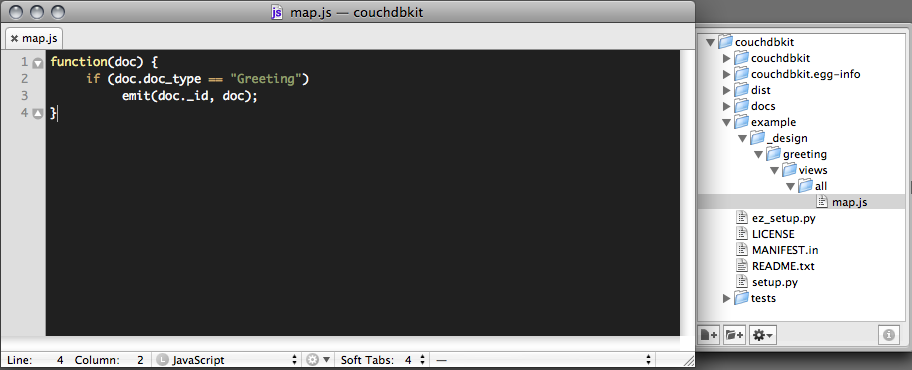 map.js — couchdbkit
map.js
1 function(doc) {
2 if (doc.doc_type == "Greeting")
3 emit(doc._id, doc);
4 }
Line: 4 Column: 2 L JavaScript Soft Tabs: 4 —
couchdbkit
couchdbkit
couchdbkit.egg-info
dist
docs
example
_design
greeting
views
all
map.js
ez_setup.py
LICENSE
MANIFEST.in
README.txt
setup.py
tests